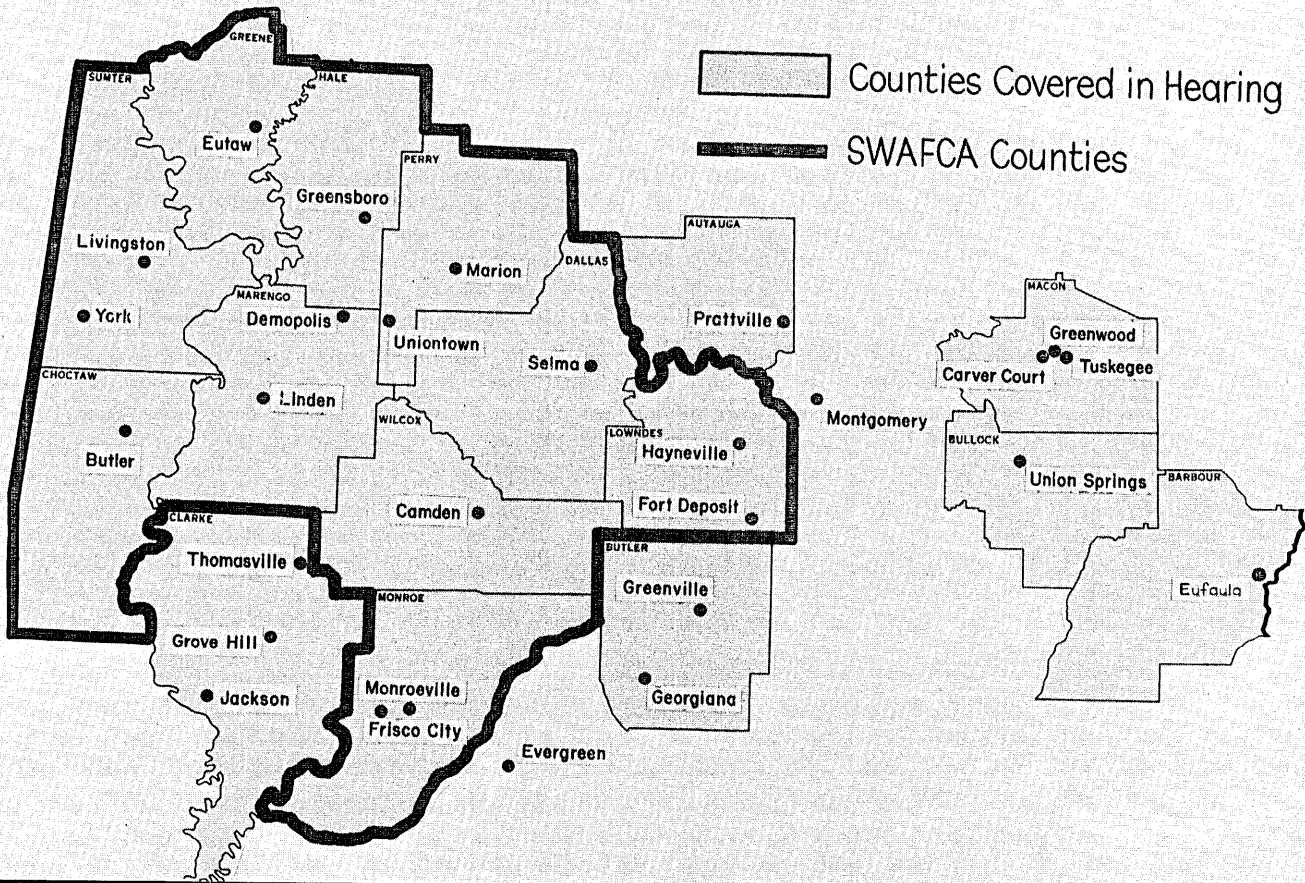 Counties Covered in Hearing
SWAFCA Counties
GREENE
SUMTER
HALE
Eutaw
PERRY
Greensboro
AUTAUGA
Livingston
DALLAS
Marion
MACON
MARENGO
York
Demopolis
Uniontown
Prattville
Greenwood
Selma
Carver Court
Tuskegee
CHOCTAW
Linden
WILCOX
Montgomery
LOWNDES
Hayneville
BULLOCK
Butler
Union Springs
BARBOUR
Camden
Fort Deposit
CLARKE
BUTLER
Thomasville
Greenville
Eufaula
MONROE
Grove Hill
Monroeville
Jackson
Georgiana
Frisco City
Evergreen